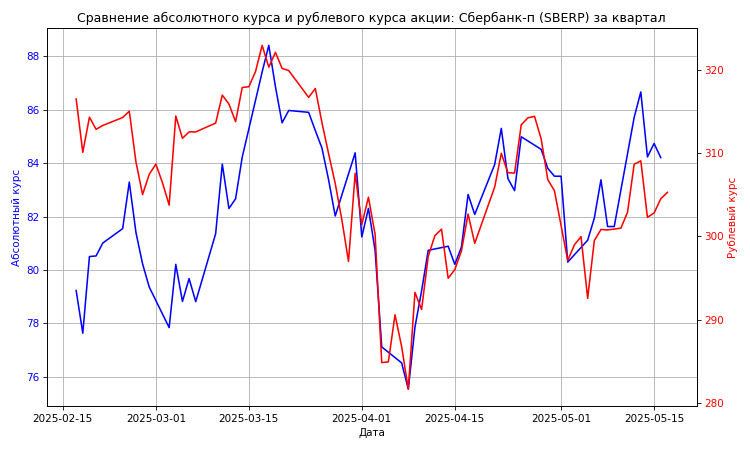 Сравнение абсолютного курса и рублевого курса акции: Сбербанк-п (SBERP) за квартал
88
86
84
82
80
78
76
Абсолютный курс
320
310
300
290
280
Рублевый курс
2025-02-15 2025-03-01 2025-03-15 2025-04-01 2025-04-15 2025-05-01 2025-05-15
Дата